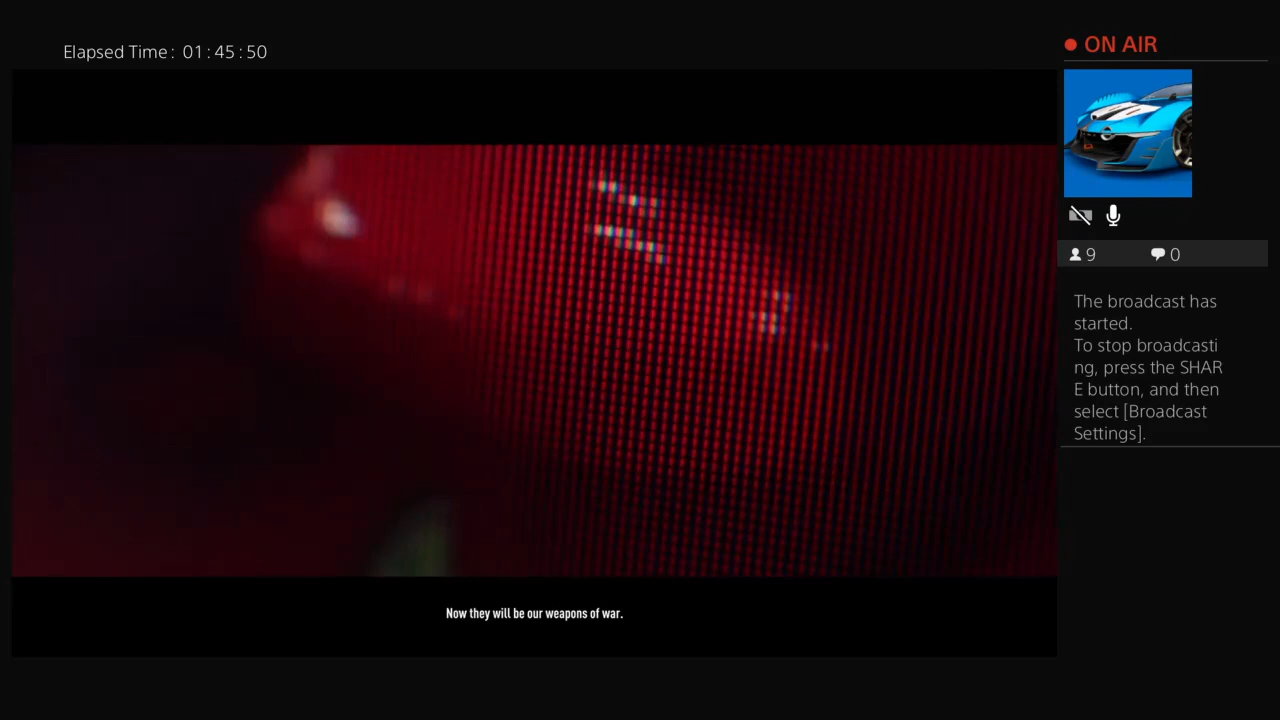 Elapsed Time: 01:45:50
ON AIR
9
0
The broadcast has
started.
To stop broadcasti
ng, press the SHAR
E button, and then
select [Broadcast
Settings].
Now they will be our weapons of war.